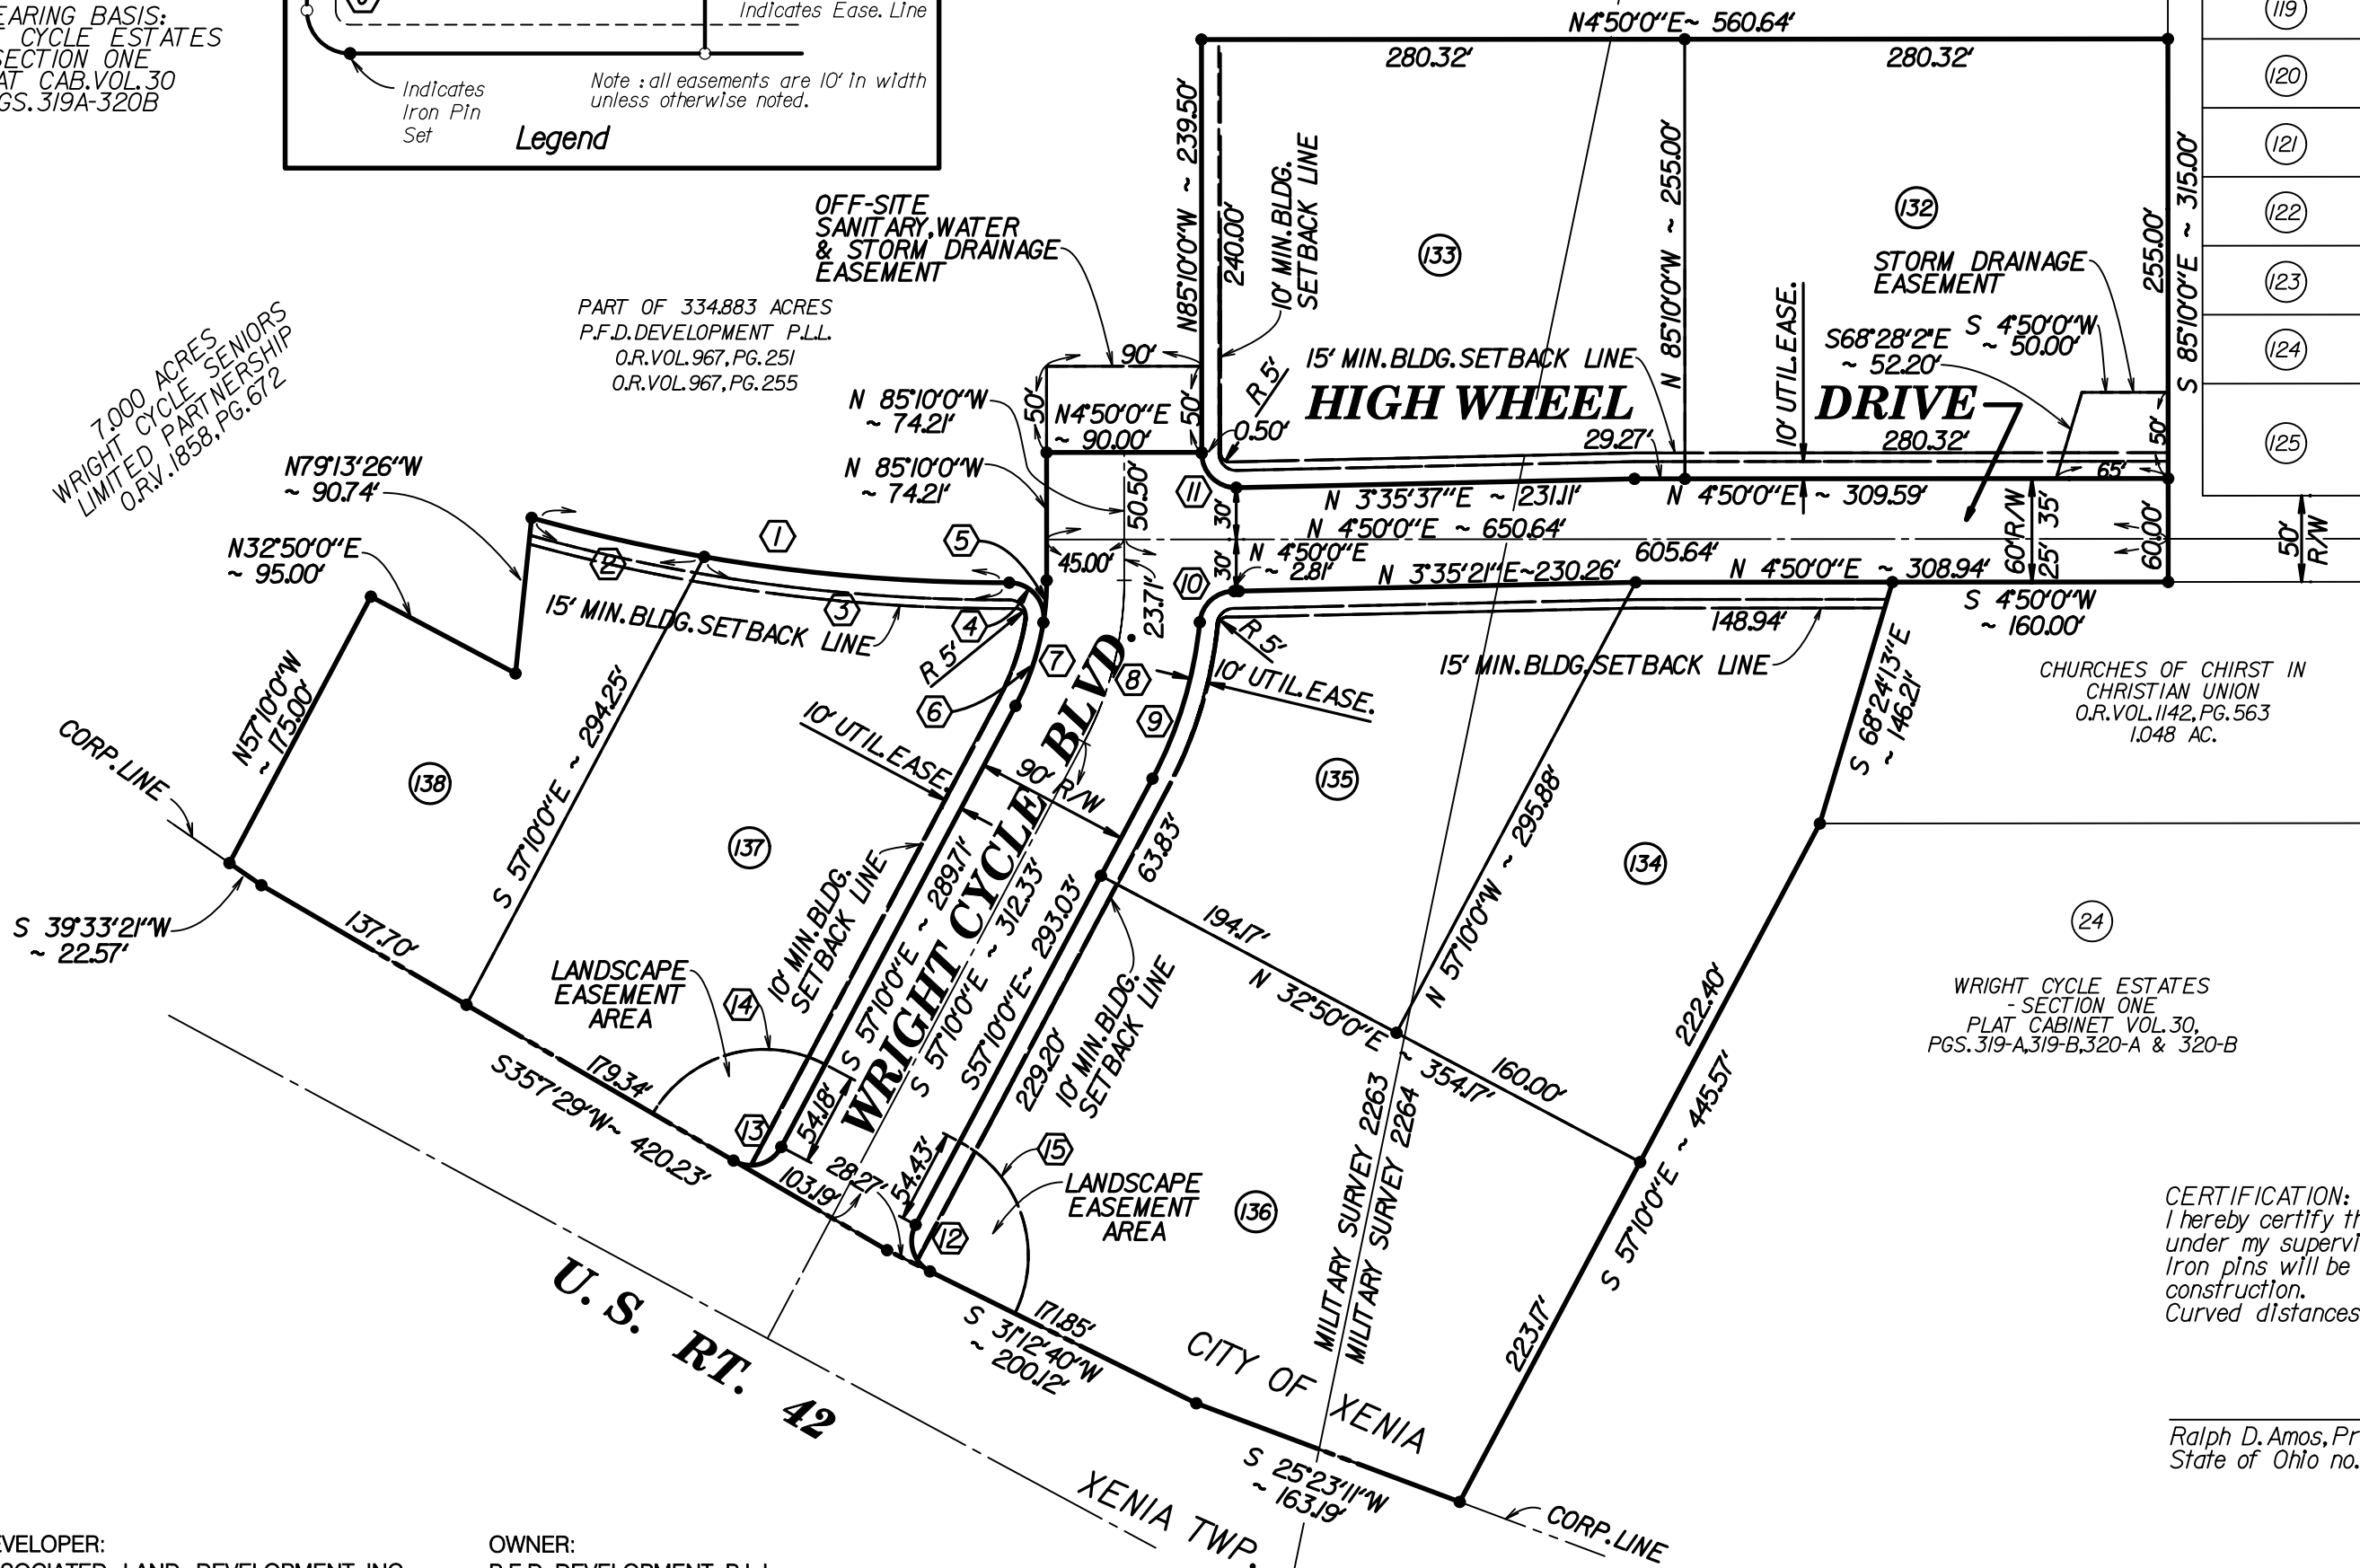 EARING BASIS:
CYCLE ESTATES
SECTION ONE
AT CAB.VOL.30
GS.319A-320B
Indicates Ease. Line
Indicates
Iron Pin
Set
Note : all easements are 10' in width
unless otherwise noted.
Legend
N4°50'0"E~ 560.64'
280.32'
280.32'
119
120
121
122
123
124
125
N85°10'0"W ~ 239.50'
240.00'
10' MIN.BLDG.
SETBACK LINE
133
N 85°10'0"W ~ 255.00'
132
255.00'
S 85°10'0"E ~ 315.00'
STORM DRAINAGE
EASEMENT
S68°28'2"E
~ 52.20'
S 4°50'0"W
~ 50.00'
10' UTIL.EASE.
OFF-SITE
SANITARY,WATER
& STORM DRAINAGE
EASEMENT
PART OF 334.883 ACRES
P.F.D.DEVELOPMENT P.L.L.
O.R.VOL.967,PG.251
O.R.VOL.967,PG.255
7.000 ACRES
WRIGHT CYCLE SENIORS
LIMITED PARTNERSHIP
O.R.V.1858,PG.672
90'
50'
50'
N4°50'0"E
~ 90.00'
N 85°10'0"W
~ 74.21'
N 85°10'0"W
~ 74.21'
R 5'
0.50'
15' MIN.BLDG.SETBACK LINE
HIGH WHEEL DRIVE
29.27'
280.32'
50'
65'
N79°13'26"W
~ 90.74'
N32°50'0"E
~ 95.00'
1
2
3
4
5
6
7
8
9
10
11
50.50'
45.00'
23.71'
30'
30'
N 3°35'37"E ~ 231.11'
N 4°50'0"E ~ 309.59'
N 4°50'0"E ~ 650.64'
605.64'
N 4°50'0"E
~ 2.81'
N 3°35'21"E~230.26'
N 4°50'0"E ~ 308.94'
60'R/W
25' 35'
60.00'
50'
R/W
S 4°50'0"W
~ 160.00'
148.94'
15' MIN.BLDG.SETBACK LINE
15' MIN.BLDG.SETBACK LINE
R 5'
R 5'
10' UTIL.EASE.
10' UTIL.EASE.
CHURCHES OF CHIRST IN
CHRISTIAN UNION
O.R.VOL.1142,PG.563
1.048 AC.
S 68°24'13"E
~ 146.21'
N57°10'0"W
~ 175.00'
CORP.LINE
138
S 57°10'0"E ~ 294.25'
137
90' R/W
WRIGHT CYCLE BLVD.
135
N 57°10'0"W ~ 295.88'
134
63.83'
194.17'
N 32°50'0"E ~ 354.17'
160.00'
222.40'
S 57°10'0"E ~ 445.57'
24
WRIGHT CYCLE ESTATES
- SECTION ONE
PLAT CABINET VOL.30,
PGS.319-A,319-B,320-A & 320-B
S 39°33'21"W
~ 22.57'
137.70'
LANDSCAPE
EASEMENT
AREA
14
10' MIN.BLDG.
SETBACK LINE
S 57°10'0"E ~ 289.71'
S 57°10'0"E ~ 312.33'
S57°10'0"E~ 293.03'
229.20'
10' MIN.BLDG.
SETBACK LINE
179.34'
S35°7'29"W~ 420.23'
13
54.18'
103.19'
28.27'
54.43'
12
15
LANDSCAPE
EASEMENT
AREA
136
MILITARY SURVEY 2263
MILITARY SURVEY 2264
171.85'
S 31°12'40"W
~ 200.12'
223.17'
U. S. RT. 42
CITY OF XENIA
XENIA TWP.
S 25°23'11"W
~ 163.19'
CORP.LINE
CERTIFICATION:
I hereby certify th
under my supervi
Iron pins will be
construction.
Curved distances
Ralph D.Amos,Pr
State of Ohio no.
EVELOPER:
OWNER: